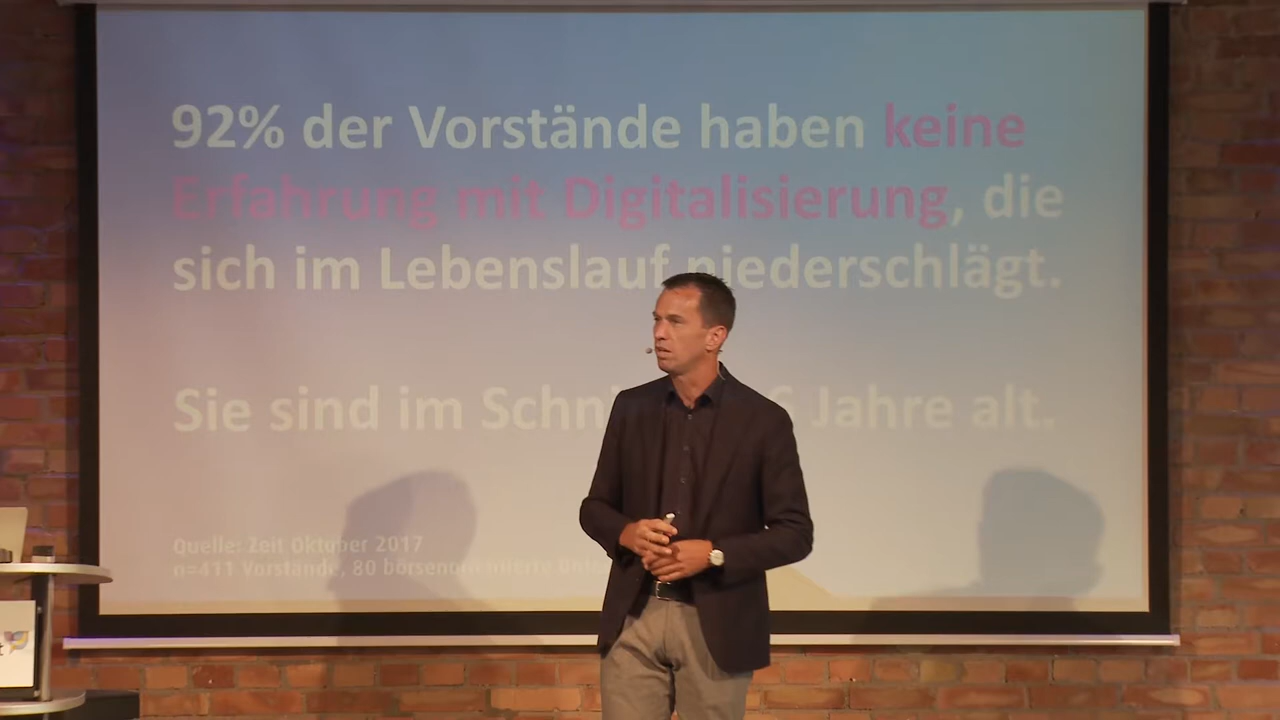 92% der Vorstände haben keine
Erfahrung mit Digitalisierung, die
sich im Lebenslauf niederschlägt.
Sie sind im 6 Jahre alt.
Quelle: Zeit Oktober 2017
n=411 Vorstände, 80